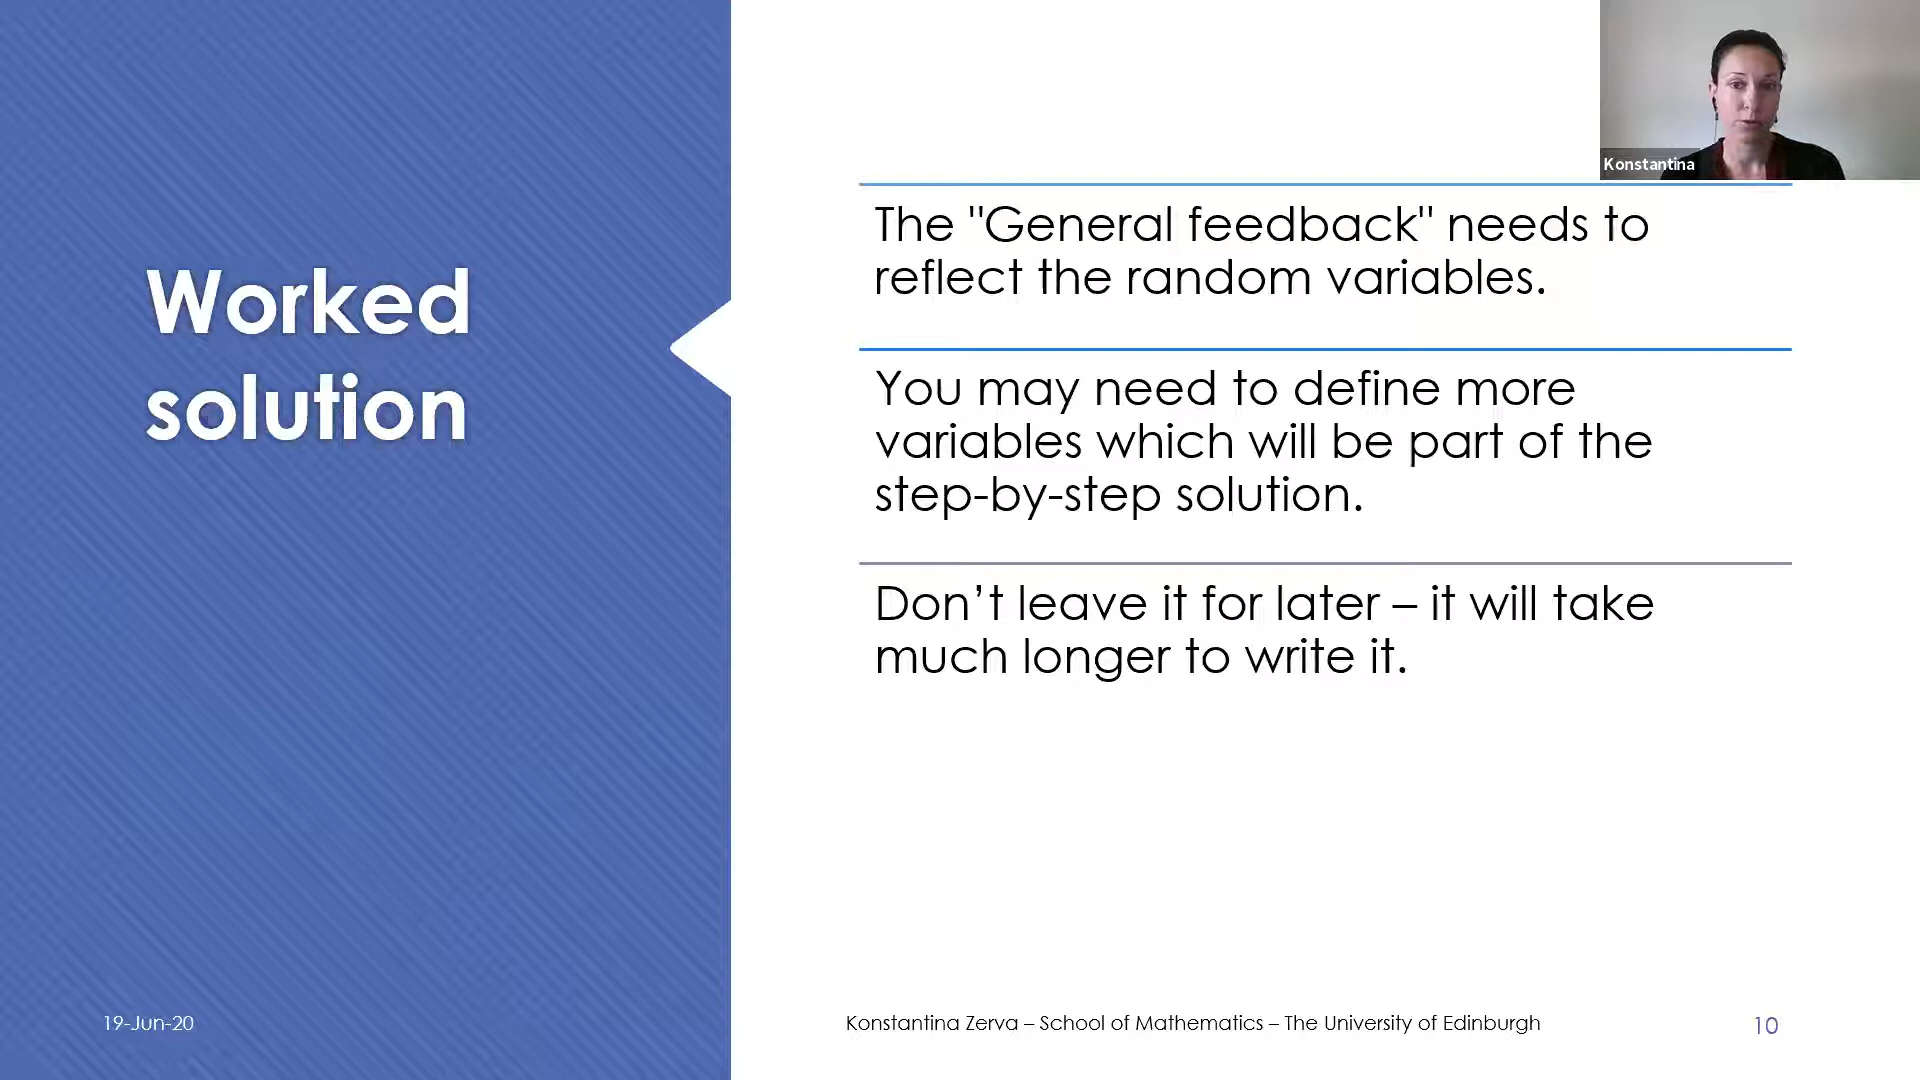 Konstantina
Worked
solution
The "General feedback" needs to
reflect the random variables.
You may need to define more
variables which will be part of the
step-by-step solution.
Don’t leave it for later – it will take
much longer to write it.
19-Jun-20
Konstantina Zerva – School of Mathematics – The University of Edinburgh
10